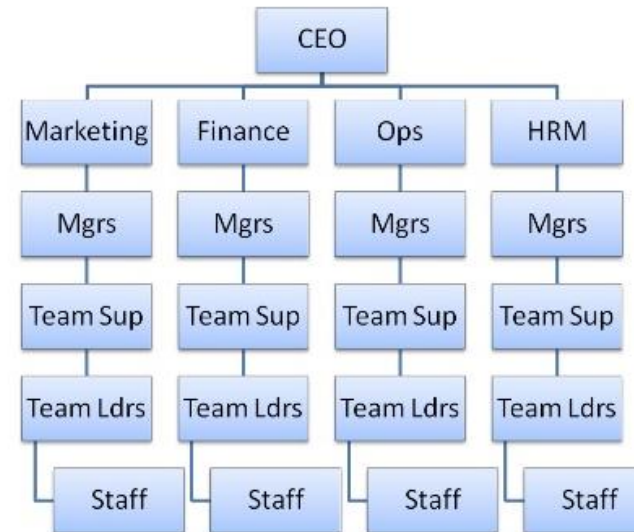 CEO
Marketing
Finance
Ops
HRM
Mgrs
Mgrs
Mgrs
Mgrs
Team Sup
Team Sup
Team Sup
Team Sup
Team Ldrs
Team Ldrs
Team Ldrs
Team Ldrs
Staff
Staff
Staff
Staff